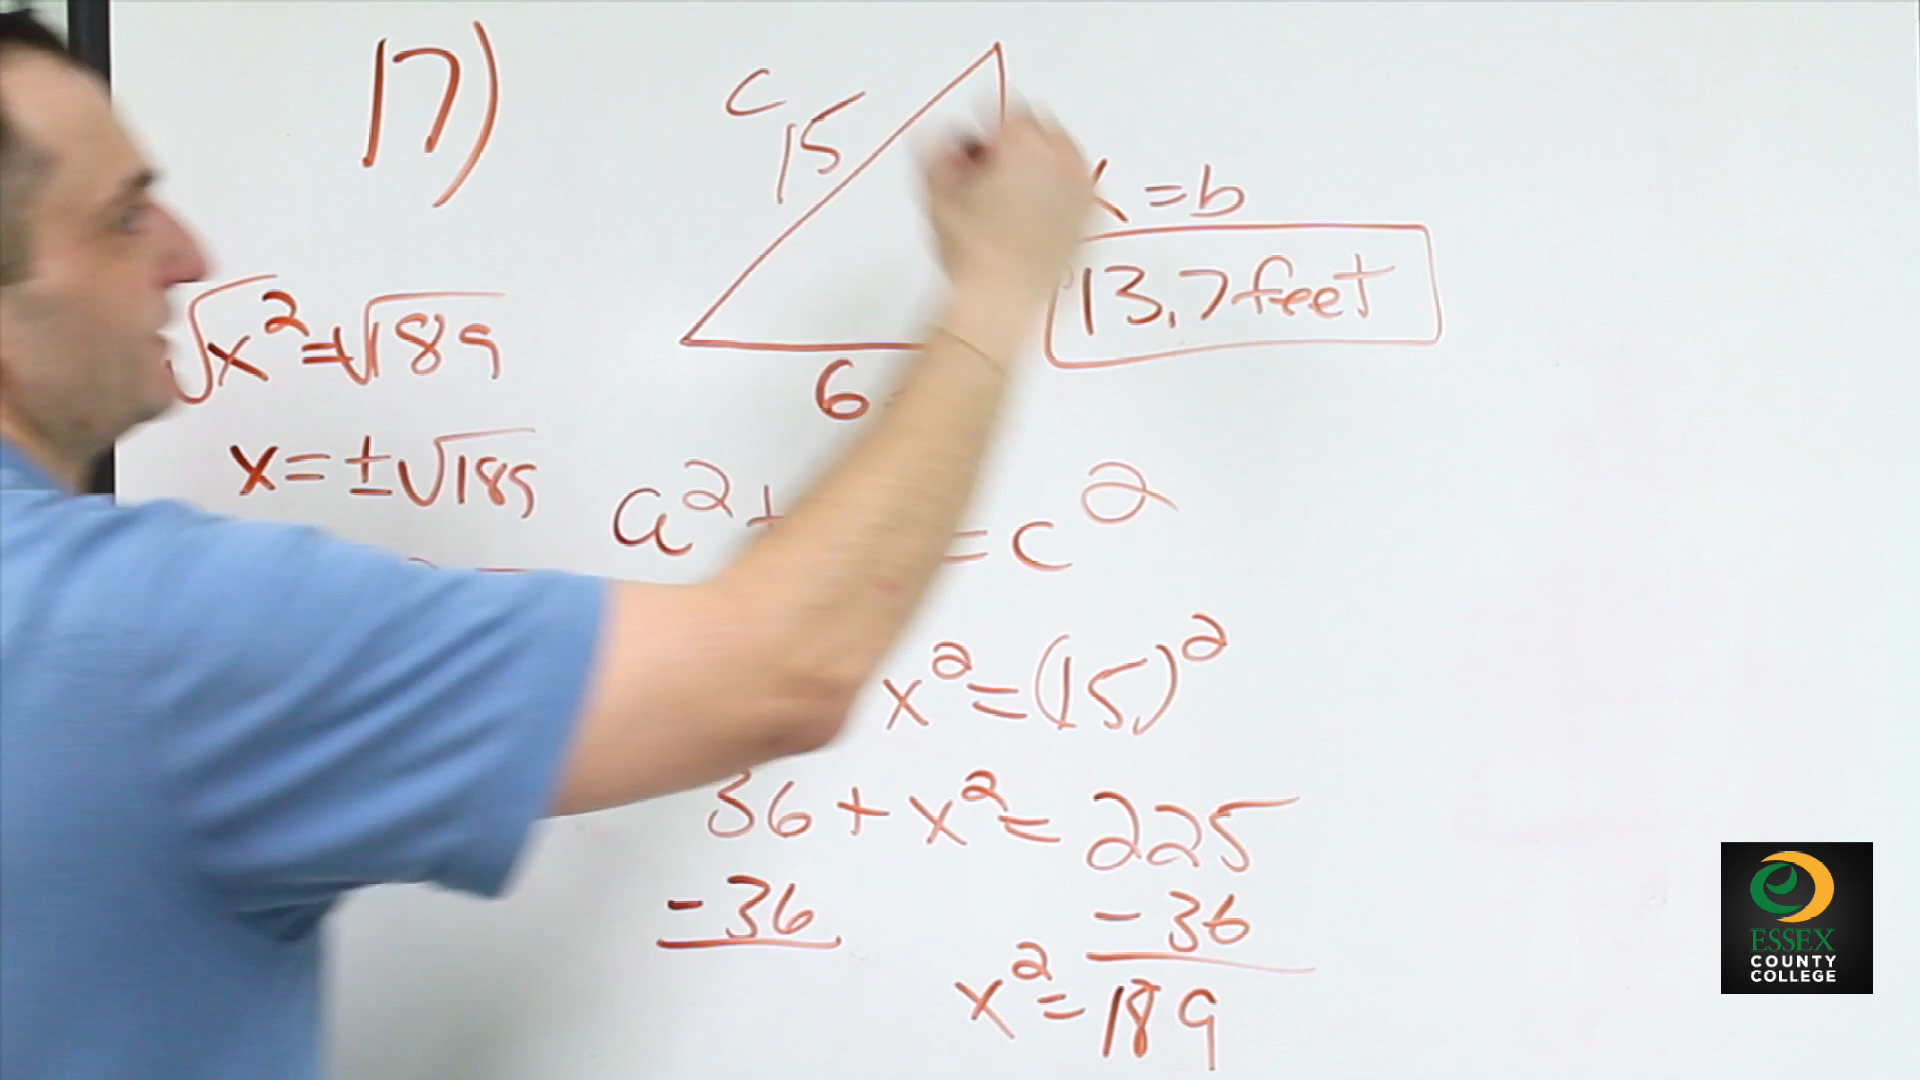 17)
c
15
= b
13.7 feet
6
√x² = √189
x = ±√189
a² + = c²
x² = (15)²
36 + x² = 225
-36 -36
x² = 189
ESSEX
COUNTY
COLLEGE